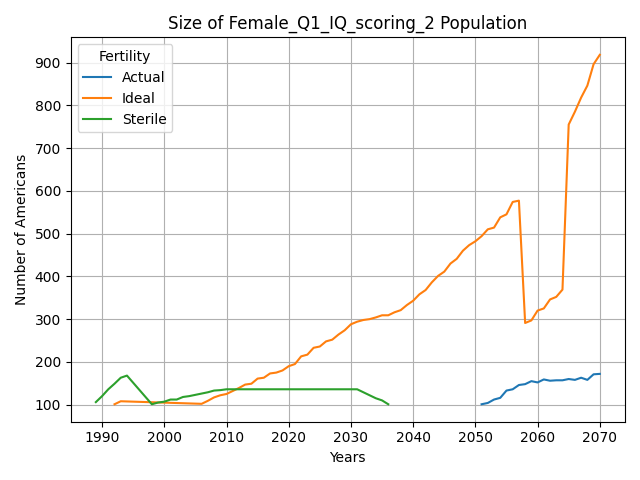 Size of Female_Q1_IQ_scoring_2 Population
Fertility
Actual
Ideal
Sterile
Number of Americans
900
800
700
600
500
400
300
200
100
1990 2000 2010 2020 2030 2040 2050 2060 2070
Years